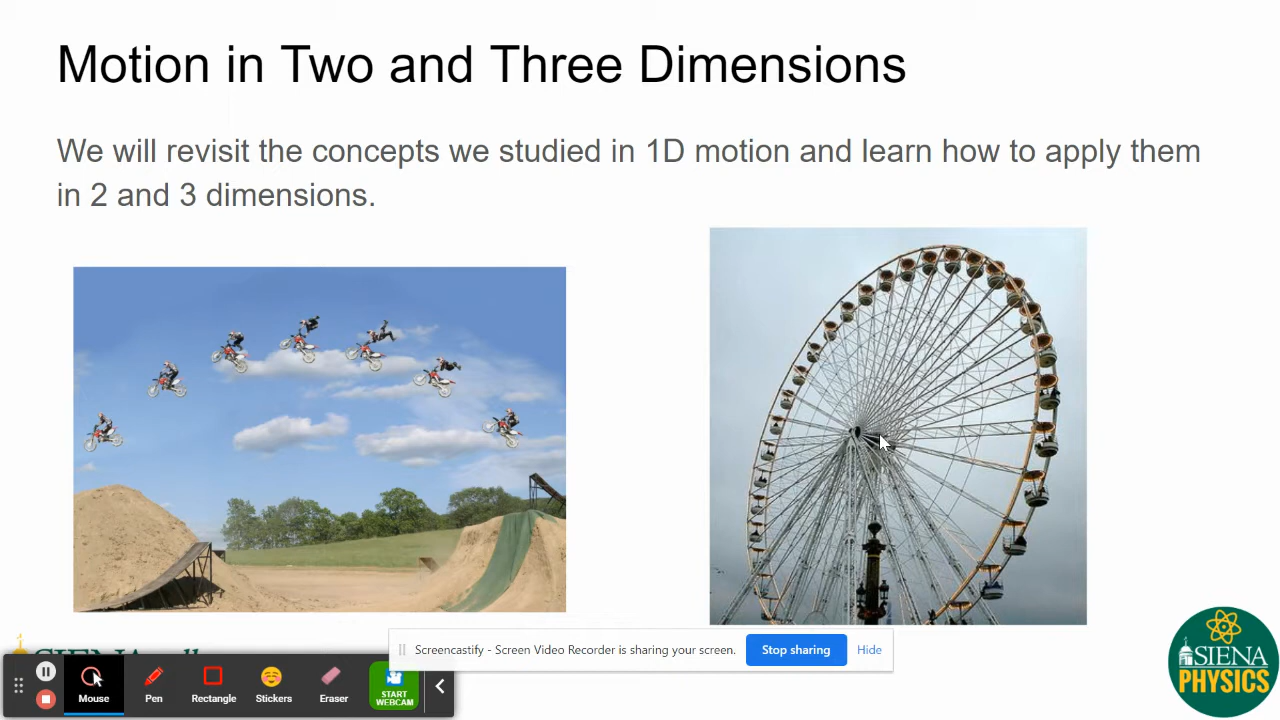 Motion in Two and Three Dimensions
We will revisit the concepts we studied in 1D motion and learn how to apply them
in 2 and 3 dimensions.
Screencastify - Screen Video Recorder is sharing your screen.
Stop sharing
Hide
Mouse
Pen
Rectangle
Stickers
Eraser
START
WEBCAM
SIENA
PHYSICS